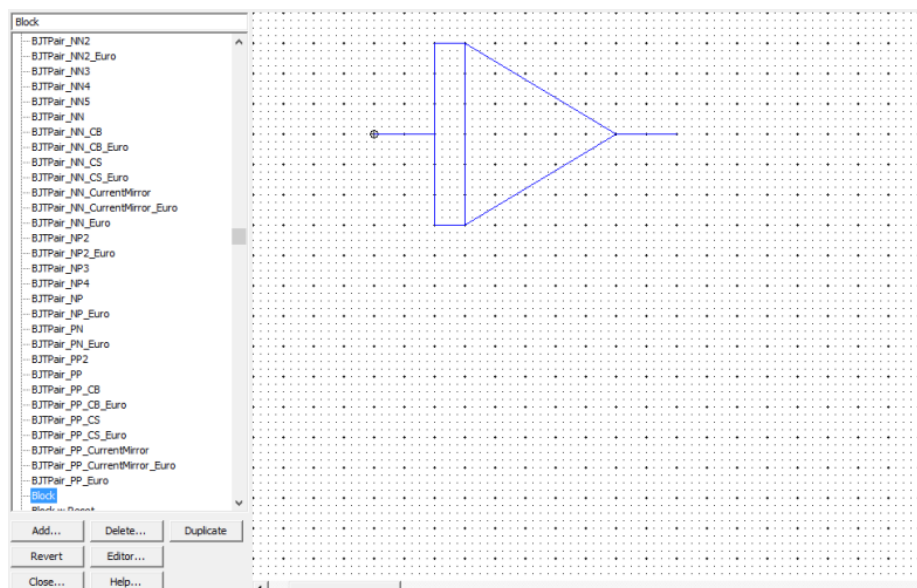 Block
BJTPair_NN2
BJTPair_NN2_Euro
BJTPair_NN3
BJTPair_NN4
BJTPair_NN5
BJTPair_NN
BJTPair_NN_CB
BJTPair_NN_CB_Euro
BJTPair_NN_CS
BJTPair_NN_CS_Euro
BJTPair_NN_CurrentMirror
BJTPair_NN_CurrentMirror_Euro
BJTPair_NN_Euro
BJTPair_NP2
BJTPair_NP2_Euro
BJTPair_NP3
BJTPair_NP4
BJTPair_NP
BJTPair_NP_Euro
BJTPair_PN
BJTPair_PN_Euro
BJTPair_PP2
BJTPair_PP
BJTPair_PP_CB
BJTPair_PP_CB_Euro
BJTPair_PP_CS
BJTPair_PP_CS_Euro
BJTPair_PP_CurrentMirror
BJTPair_PP_CurrentMirror_Euro
BJTPair_PP_Euro
Block
Block w Reset
Add... Delete... Duplicate
Revert Editor...
Close... Help...